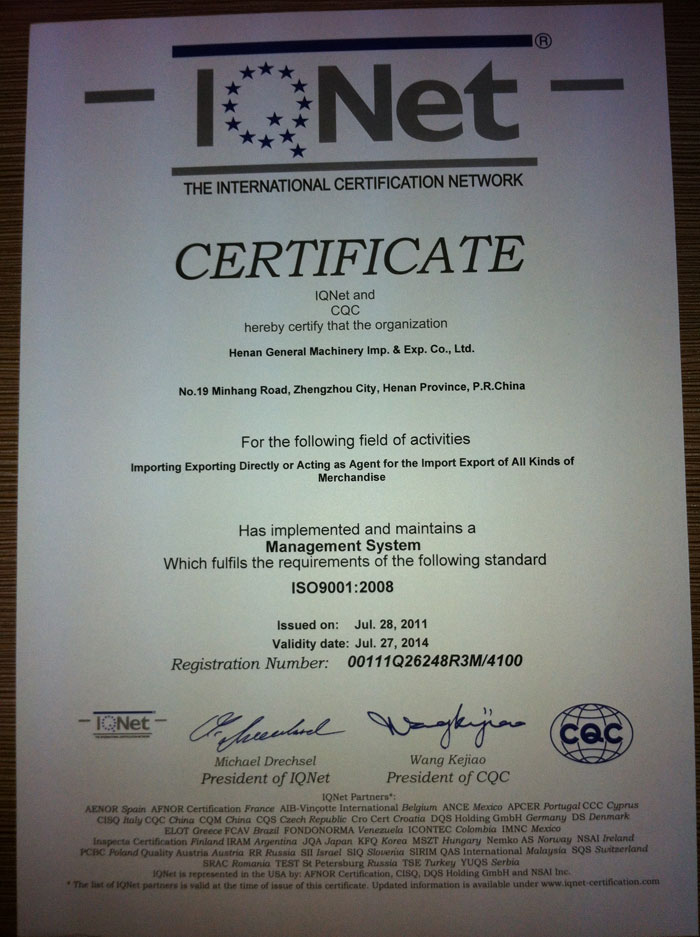 IQNet ®
THE INTERNATIONAL CERTIFICATION NETWORK
CERTIFICATE
IQNet and
CQC
hereby certify that the organization
Henan General Machinery Imp. & Exp. Co., Ltd.
No.19 Minhang Road, Zhengzhou City, Henan Province, P.R.China
For the following field of activities
Importing Exporting Directly or Acting as Agent for the Import Export of All Kinds of
Merchandise
Has implemented and maintains a
Management System
Which fulfils the requirements of the following standard
ISO9001:2008
Issued on: Jul. 28, 2011
Validity date: Jul. 27, 2014
Registration Number: 00111Q26248R3M/4100
IQNet
THE INTERNATIONAL CERTIFICATION NETWORK
CQC
Michael Drechsel
President of IQNet
Wang Kejiao
President of CQC
IQNet Partners*:
AENOR Spain AFNOR Certification France AIB-Vinçotte International Belgium ANCE Mexico APCER Portugal CCC Cyprus
CISQ Italy CQC China CQM China CQS Czech Republic Cro Cert Croatia DQS Holding GmbH Germany DS Denmark
ELOT Greece FCAV Brazil FONDONORMA Venezuela ICONTEC Colombia IMNC Mexico
Inspecta Certification Finland IRAM Argentina JQA Japan KFQ Korea MSZT Hungary Nemko AS Norway NSAI Ireland
PCBC Poland Quality Austria Austria RR Russia SII Israel SIQ Slovenia SIRIM QAS International Malaysia SQS Switzerland
SRAC Romania TEST St Petersburg Russia TSE Turkey YUQS Serbia
IQNet is represented in the USA by: AFNOR Certification, CISQ, DQS Holding GmbH and NSAI Inc.
* The list of IQNet partners is valid at the time of issue of this certificate. Updated information is available under www.iqnet-certification.com